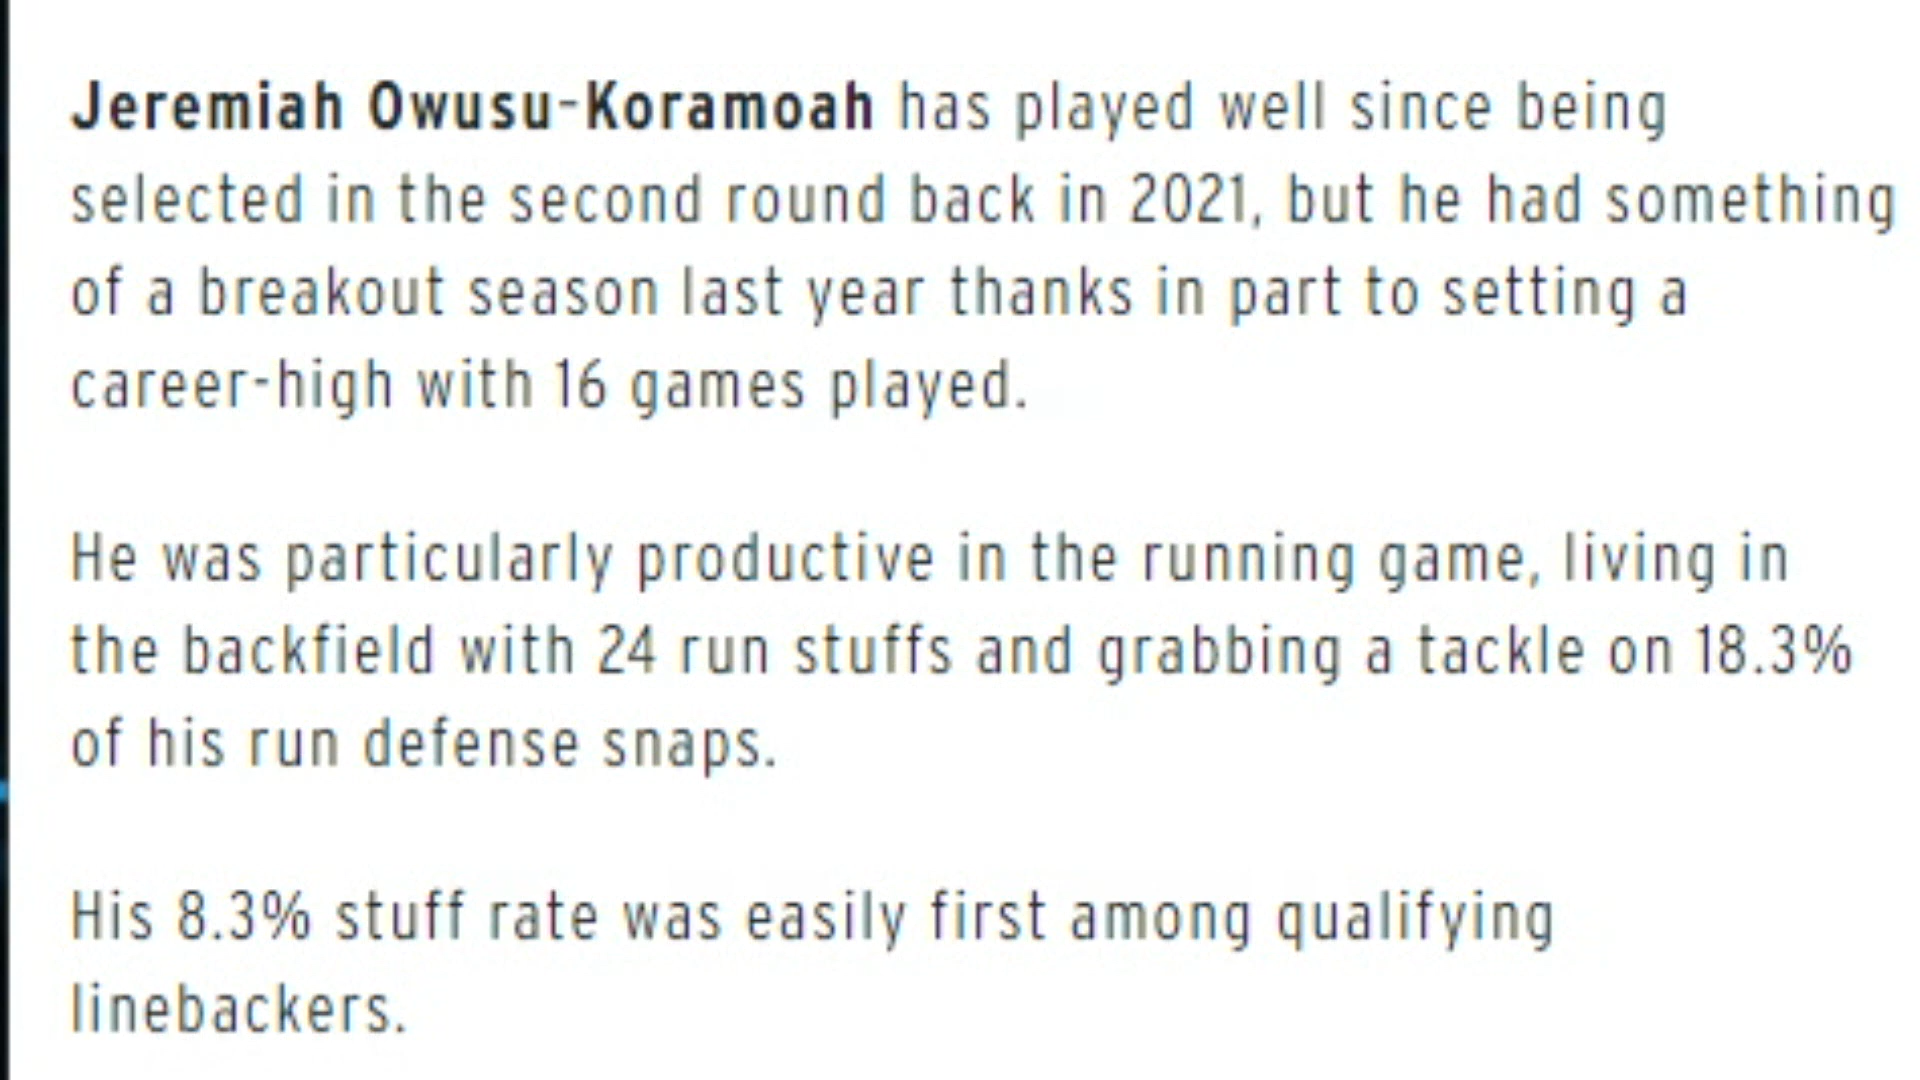 Jeremiah Owusu-Koramoah has played well since being
selected in the second round back in 2021, but he had something
of a breakout season last year thanks in part to setting a
career-high with 16 games played.
He was particularly productive in the running game, living in
the backfield with 24 run stuffs and grabbing a tackle on 18.3%
of his run defense snaps.
His 8.3% stuff rate was easily first among qualifying
linebackers.